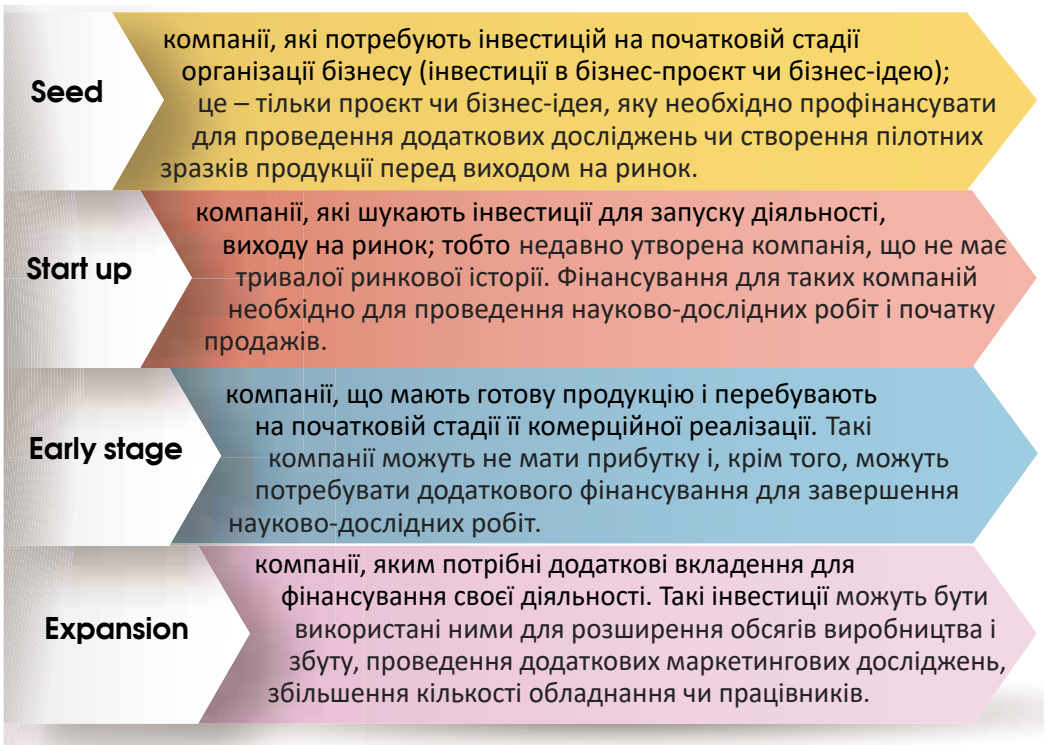 Seed
компанії, які потребують інвестицій на початковій стадії
організації бізнесу (інвестиції в бізнес-проєкт чи бізнес-ідею);
це – тільки проєкт чи бізнес-ідея, яку необхідно профінансувати
для проведення додаткових досліджень чи створення пілотних
зразків продукції перед виходом на ринок.
Start up
компанії, які шукають інвестиції для запуску діяльності,
виходу на ринок; тобто недавно утворена компанія, що не має
тривалої ринкової історії. Фінансування для таких компаній
необхідно для проведення науково-дослідних робіт і початку
продажів.
Early stage
компанії, що мають готову продукцію і перебувають
на початковій стадії її комерційної реалізації. Такі
компанії можуть не мати прибутку і, крім того, можуть
потребувати додаткового фінансування для завершення
науково-дослідних робіт.
Expansion
компанії, яким потрібні додаткові вкладення для
фінансування своєї діяльності. Такі інвестиції можуть бути
використані ними для розширення обсягів виробництва і
збуту, проведення додаткових маркетингових досліджень,
збільшення кількості обладнання чи працівників.